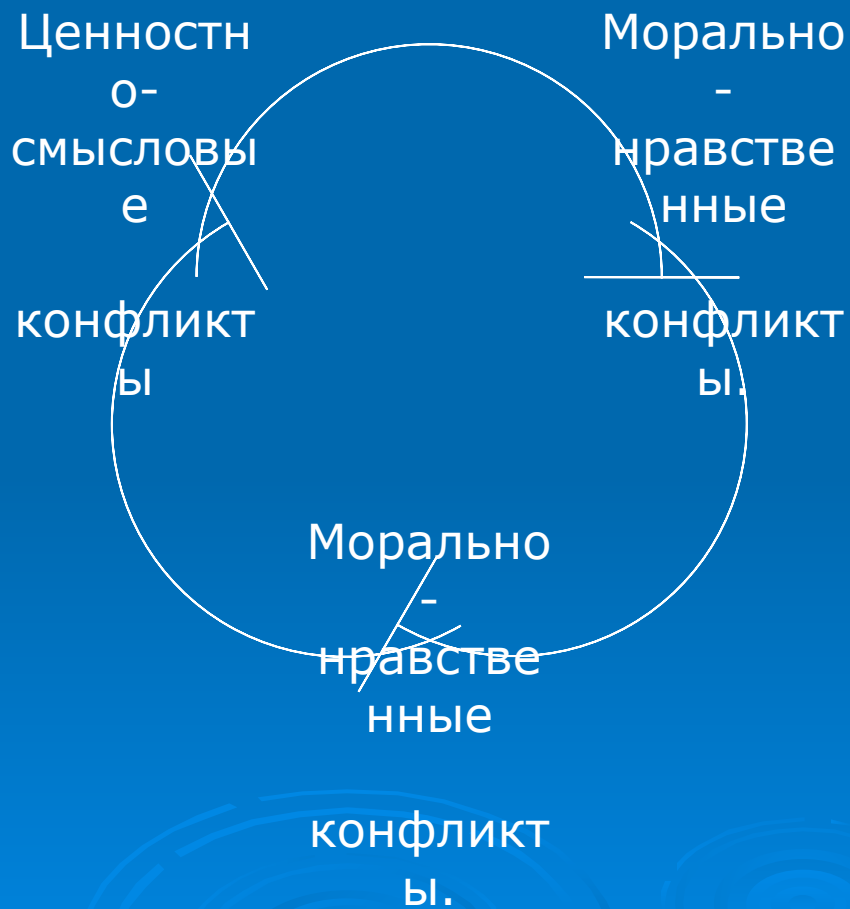 Ценностн
о-
смысловы
е
конфликт
ы
Морально
-
нравстве
нные
конфликт
ы.
Морально
-
нравстве
нные
конфликт
ы.